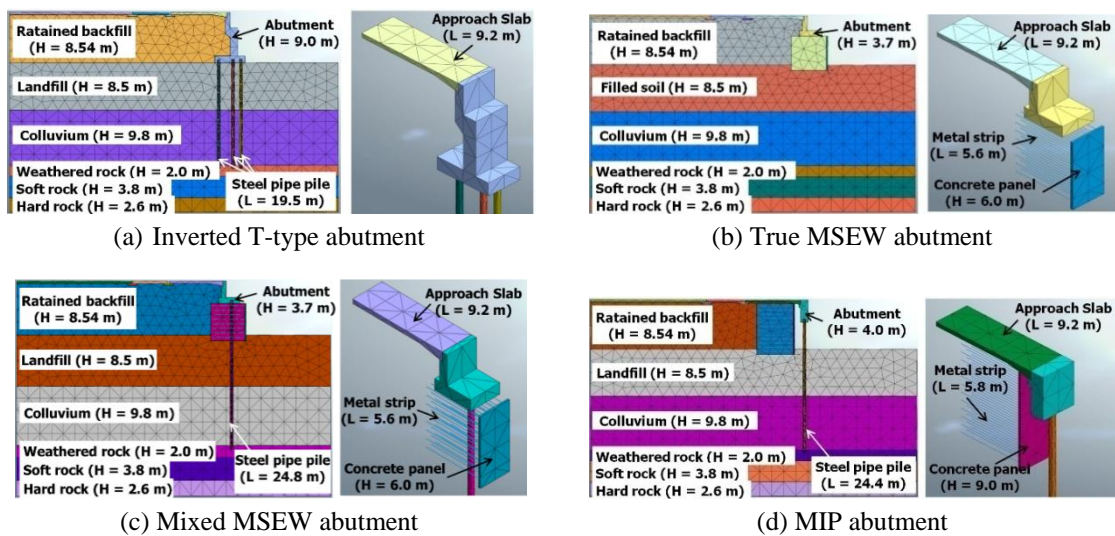 Ratained backfill
(H = 8.54 m)
Abutment
(H = 9.0 m)
Landfill (H = 8.5 m)
Colluvium (H = 9.8 m)
Weathered rock (H = 2.0 m)
Soft rock (H = 3.8 m)
Hard rock (H = 2.6 m)
Steel pipe pile
(L = 19.5 m)
Approach Slab
(L = 9.2 m)
(a) Inverted T-type abutment
Ratained backfill
(H = 8.54 m)
Abutment
(H = 3.7 m)
Filled soil (H = 8.5 m)
Colluvium (H = 9.8 m)
Weathered rock (H = 2.0 m)
Soft rock (H = 3.8 m)
Hard rock (H = 2.6 m)
Approach Slab
(L = 9.2 m)
Metal strip
(L = 5.6 m)
Concrete panel
(H = 6.0 m)
(b) True MSEW abutment
Ratained backfill
(H = 8.54 m)
Abutment
(H = 3.7 m)
Landfill (H = 8.5 m)
Colluvium (H = 9.8 m)
Weathered rock (H = 2.0 m)
Soft rock (H = 3.8 m)
Hard rock (H = 2.6 m)
Steel pipe pile
(L = 24.8 m)
Approach Slab
(L = 9.2 m)
Metal strip
(L = 5.6 m)
Concrete panel
(H = 6.0 m)
(c) Mixed MSEW abutment
Ratained backfill
(H = 8.54 m)
Abutment
(H = 4.0 m)
Landfill (H = 8.5 m)
Colluvium (H = 9.8 m)
Weathered rock (H = 2.0 m)
Soft rock (H = 3.8 m)
Hard rock (H = 2.6 m)
Steel pipe pile
(L = 24.4 m)
Approach Slab
(L = 9.2 m)
Metal strip
(L = 5.8 m)
Concrete panel
(H = 9.0 m)
(d) MIP abutment